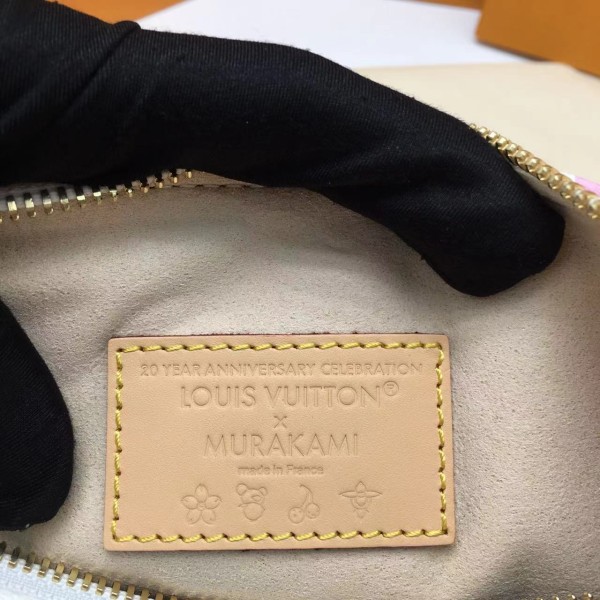 20 YEAR ANNIVERSARY CELEBRATION
LOUIS VUITTON®
×
MURAKAMI
made in France